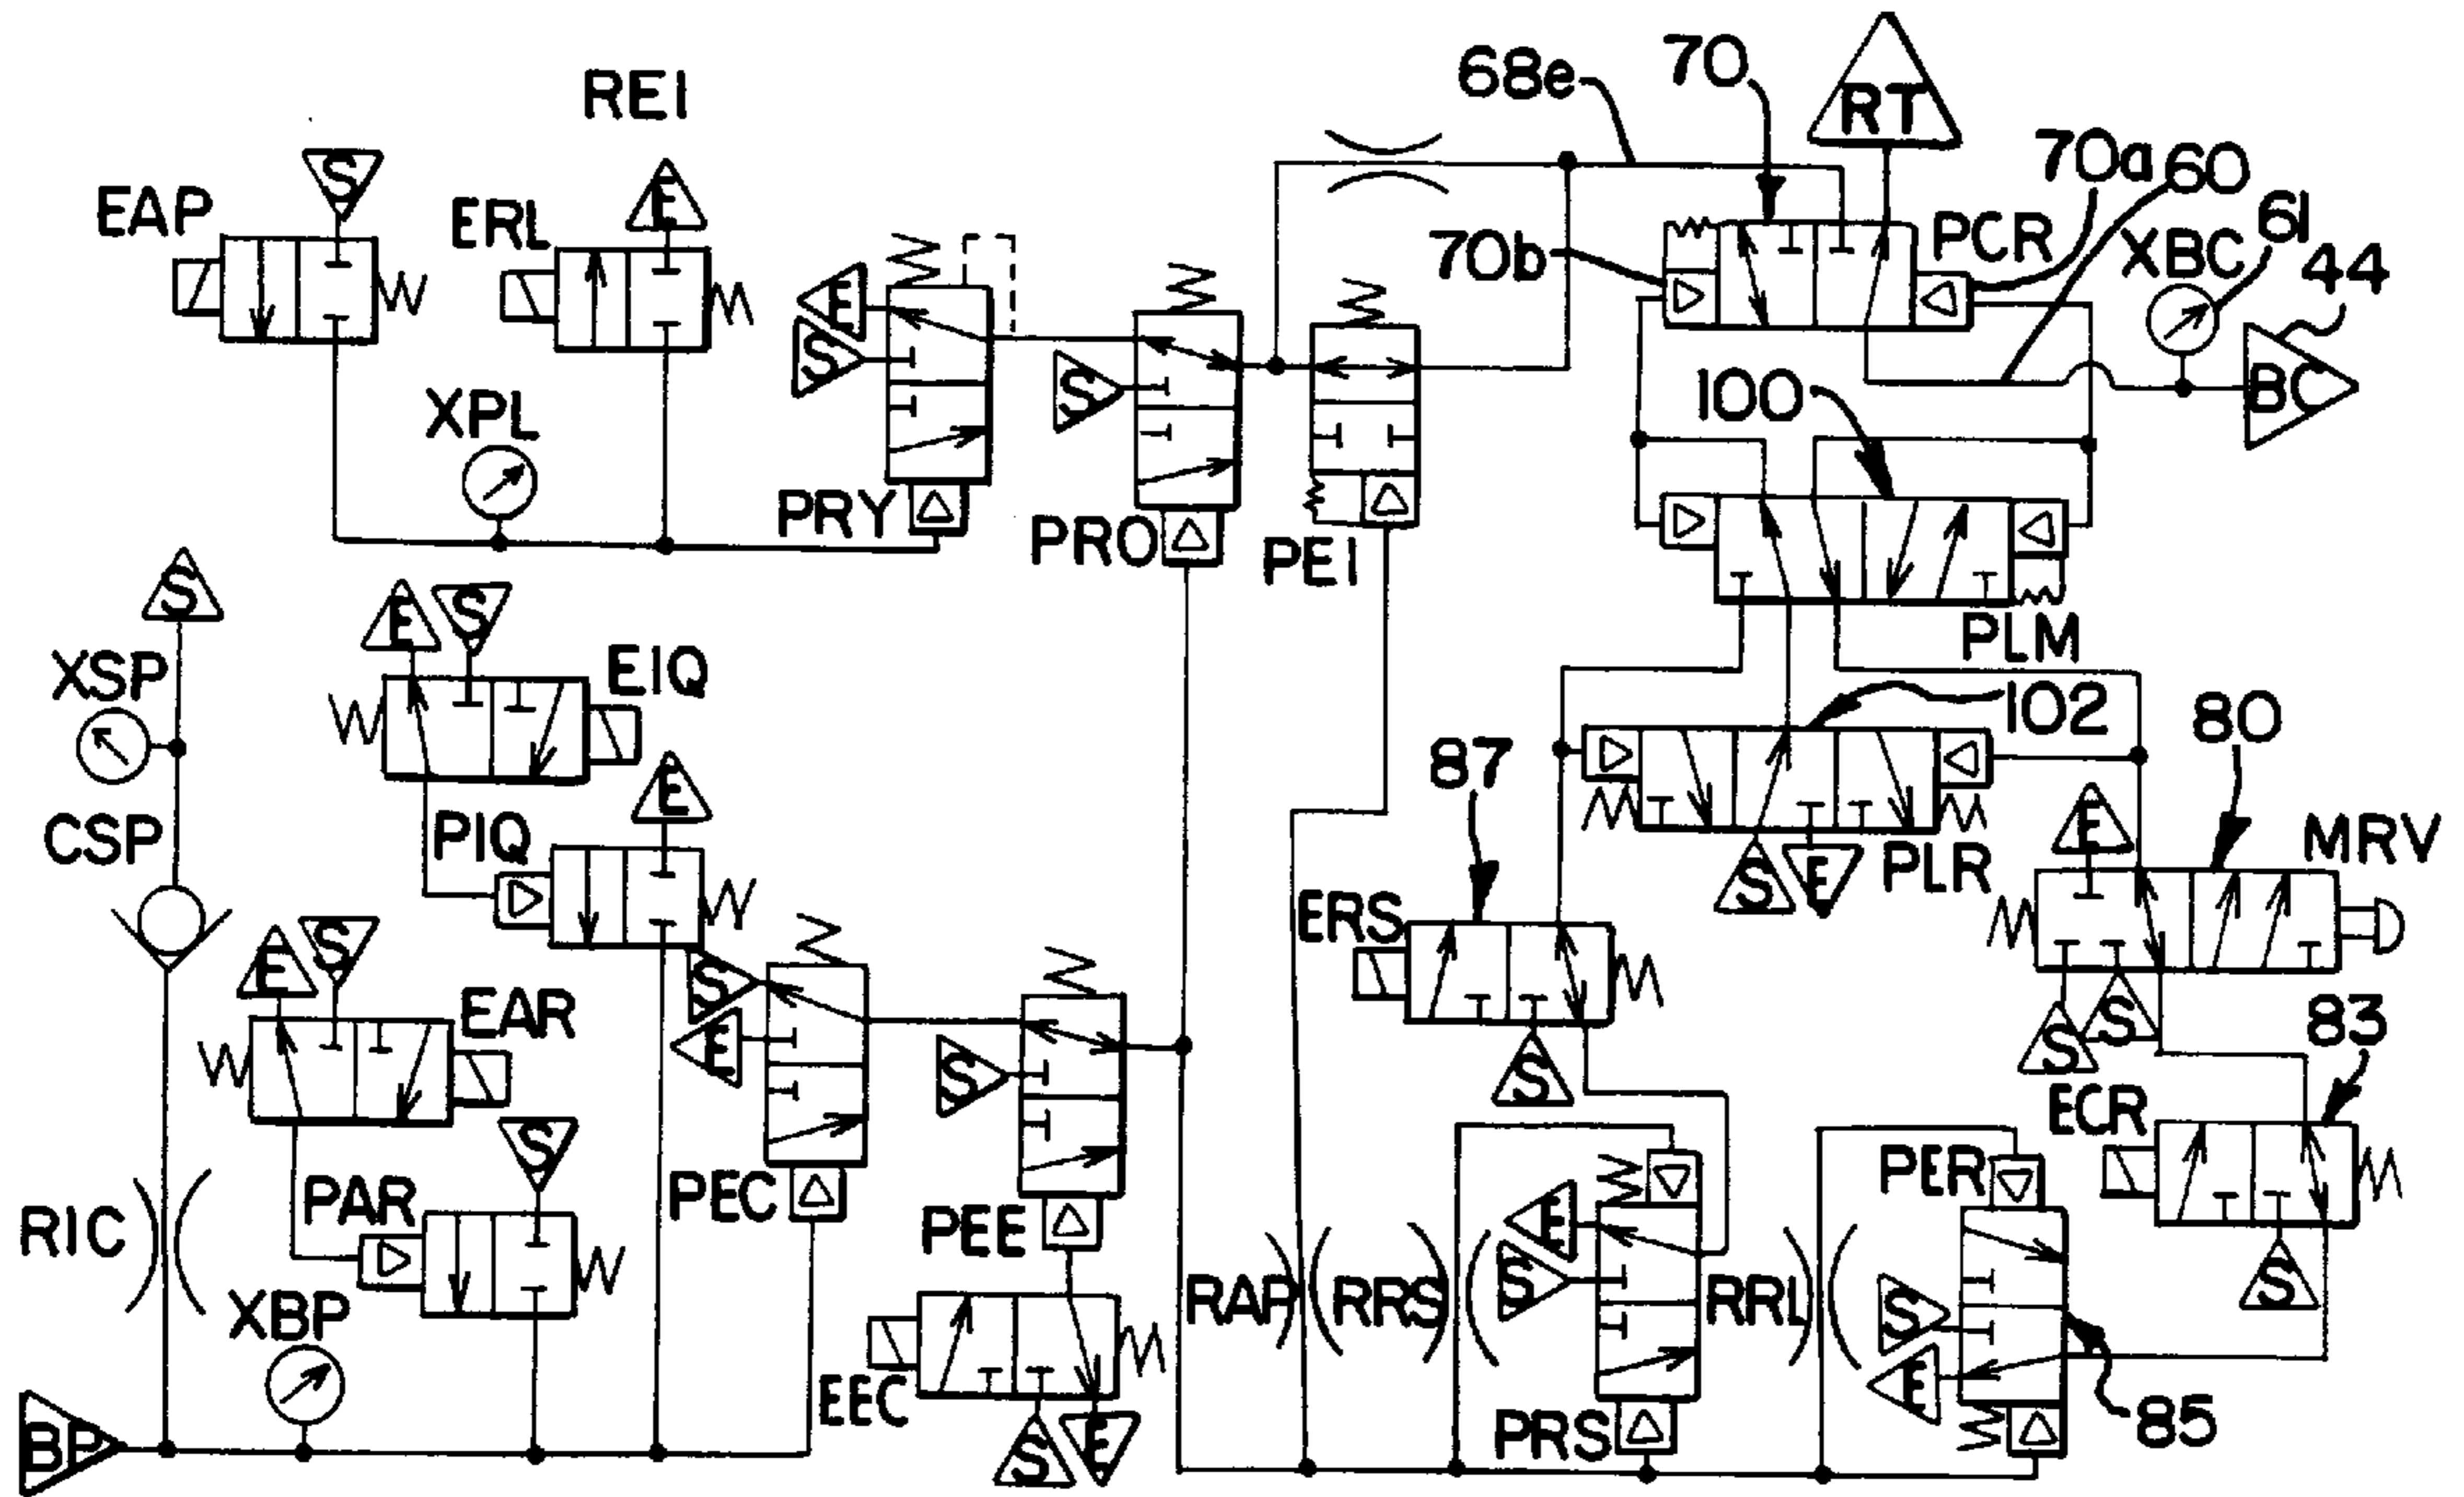 REI
68e
70
RT
70a
60
61
44
EAP
S
ERL
E
70b
PCR
XBC
BC
E
S
S
XPL
100
PRY
PRO
PEI
S
E
S
PLM
XSP
EIQ
102
80
87
CSP
PIQ
E
S
E
PLR
E
MRV
ERS
E
S
EAR
S
E
S
S
S
S
83
ECR
S
PAR
PEC
PEE
PER
RIC
XBP
RAP
RRS
E
S
RRL
S
E
S
BP
EEC
S
E
PRS
85